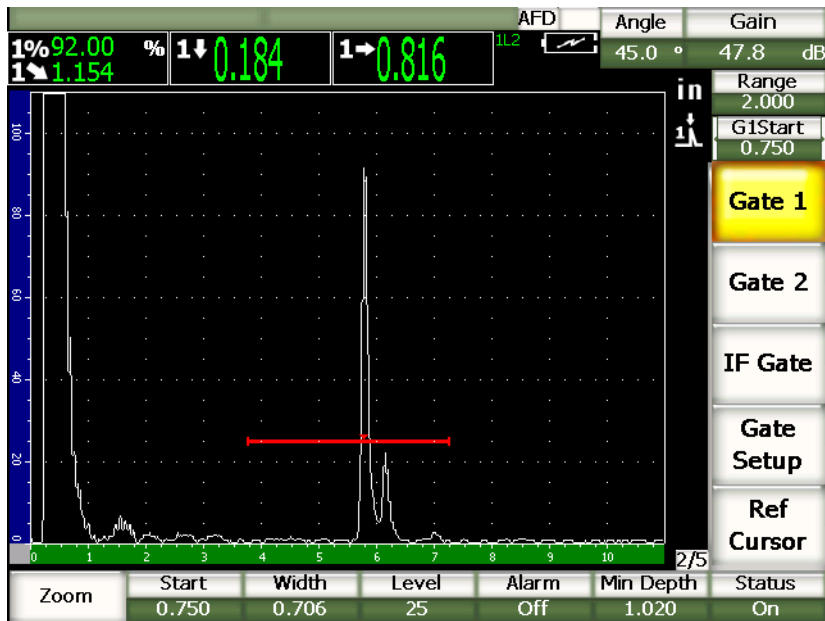 AFD
Angle
Gain
1% 92.00 %
1↓ 0.184
1→ 0.816
1L2
45.0 °
47.8 dB
1↘ 1.154
in
Range
2.000
1
G1Start
0.750
100
80
60
40
20
0
Gate 1
Gate 2
IF Gate
Gate
Setup
Ref
Cursor
0 1 2 3 4 5 6 7 8 9 10
2/5
Zoom
Start
Width
Level
Alarm
Min Depth
Status
0.750
0.706
25
Off
1.020
On